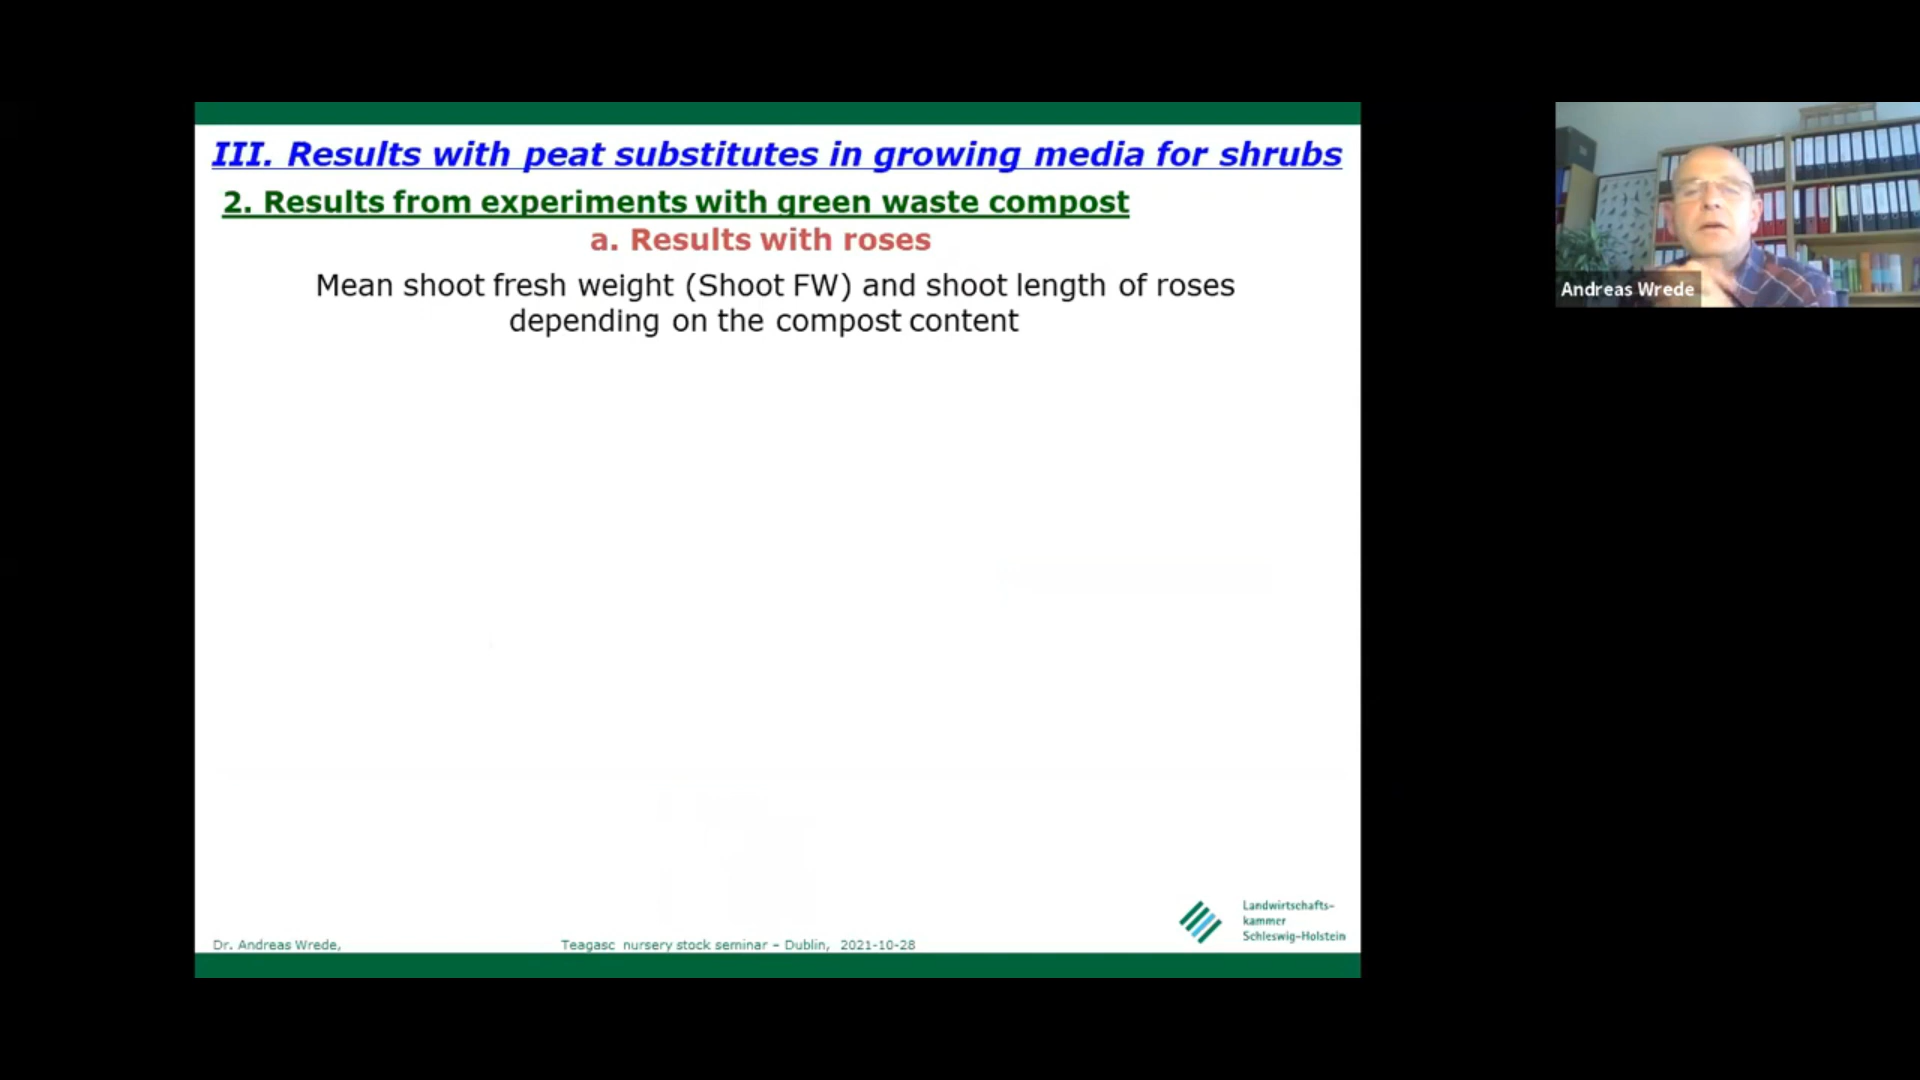 III. Results with peat substitutes in growing media for shrubs
2. Results from experiments with green waste compost
a. Results with roses
Mean shoot fresh weight (Shoot FW) and shoot length of roses
depending on the compost content
Andreas Wrede
Landwirtschafts-
kammer
Schleswig-Holstein
Dr. Andreas Wrede,
Teagasc nursery stock seminar – Dublin, 2021-10-28